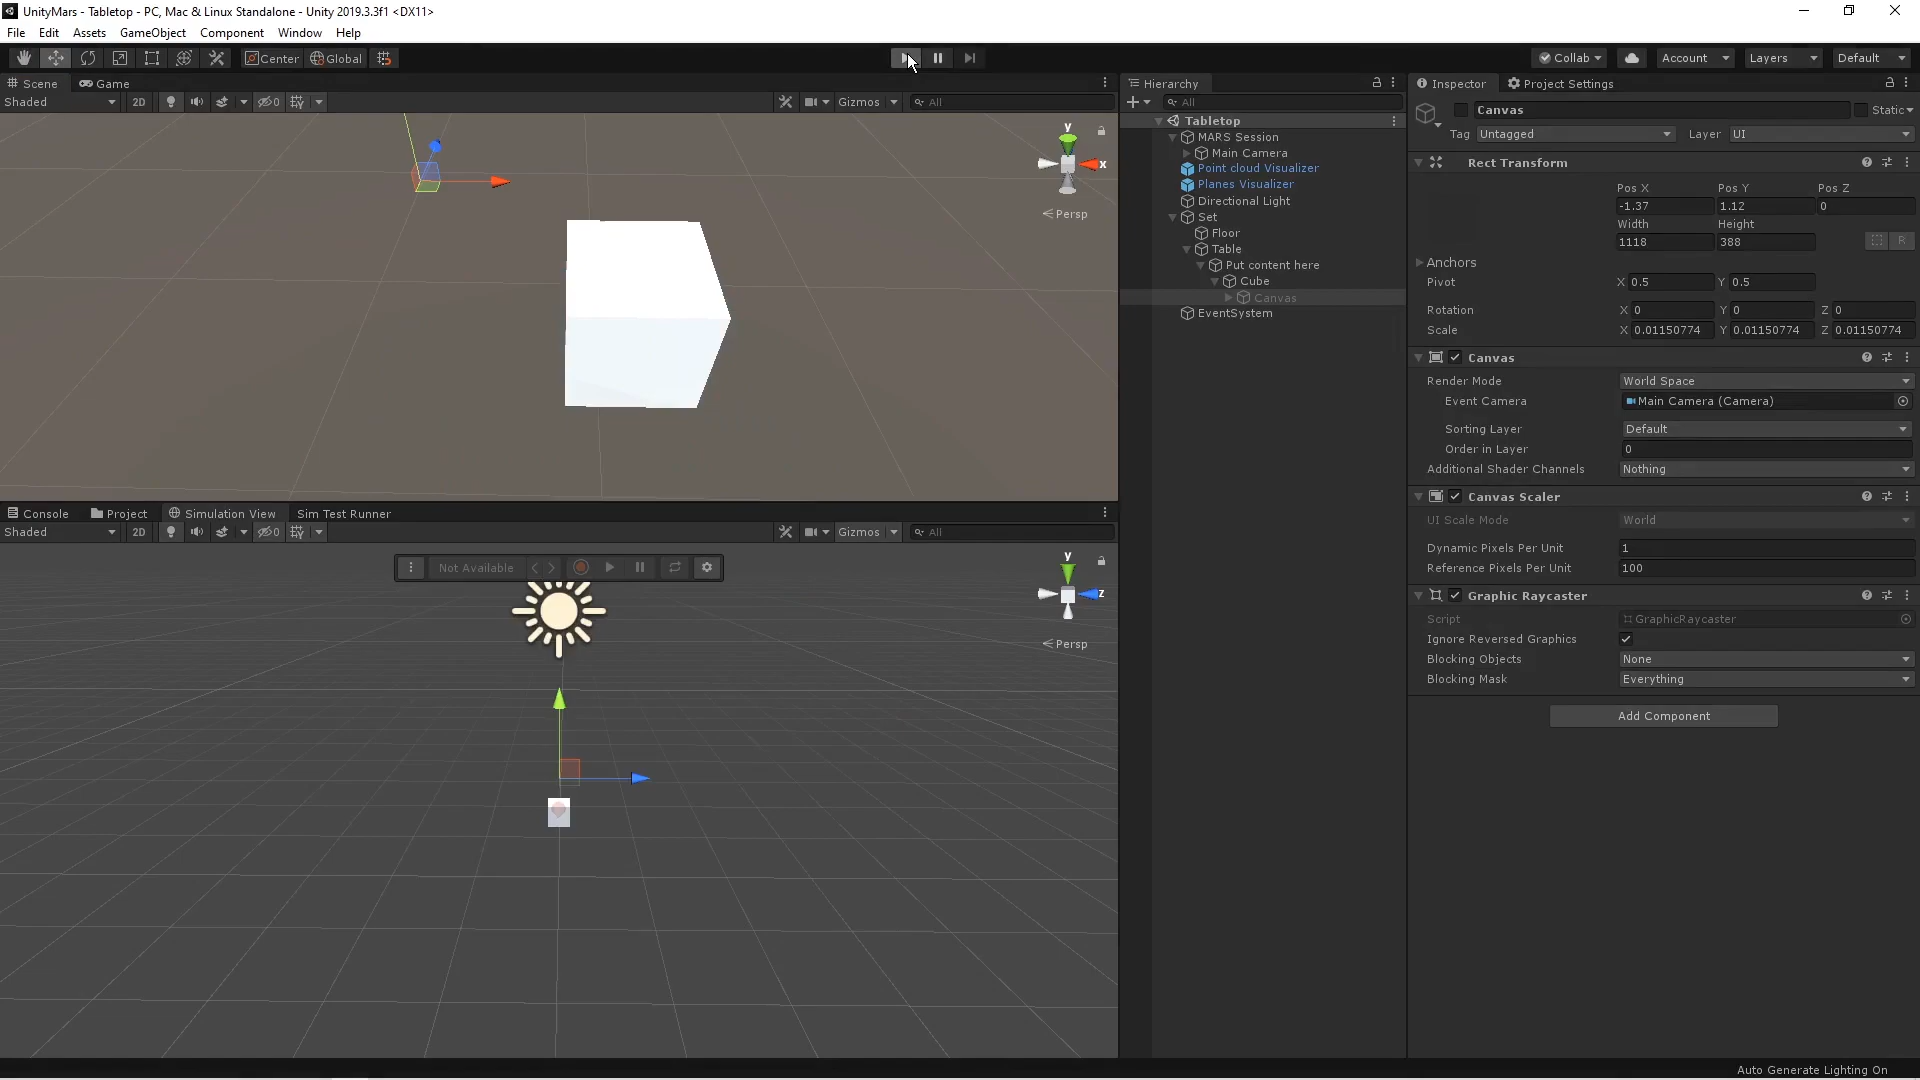 UnityMars - Tabletop - PC, Mac & Linux Standalone - Unity 2019.3.3f1 <DX11>
File Edit Assets GameObject Component Window Help
Center Global Collab Account Layers Default
Scene Game
Shaded 2D 0 Gizmos All
y
x
Persp
Console Project Simulation View Sim Test Runner
Shaded 2D 0 Gizmos All
Not Available
y
z
Persp
Hierarchy
All
Tabletop
MARS Session
Main Camera
Point cloud Visualizer
Planes Visualizer
Directional Light
Set
Floor
Table
Put content here
Cube
Canvas
EventSystem
Inspector Project Settings
Canvas Static
Tag Untagged Layer UI
Rect Transform
Pos X Pos Y Pos Z
-1.37 1.12 0
Width Height
1118 388 R
Anchors
Pivot X 0.5 Y 0.5
Rotation X 0 Y 0 Z 0
Scale X 0.01150774 Y 0.01150774 Z 0.01150774
Canvas
Render Mode World Space
Event Camera Main Camera (Camera)
Sorting Layer Default
Order in Layer 0
Additional Shader Channels Nothing
Canvas Scaler
UI Scale Mode World
Dynamic Pixels Per Unit 1
Reference Pixels Per Unit 100
Graphic Raycaster
Script GraphicRaycaster
Ignore Reversed Graphics
Blocking Objects None
Blocking Mask Everything
Add Component
Auto Generate Lighting On